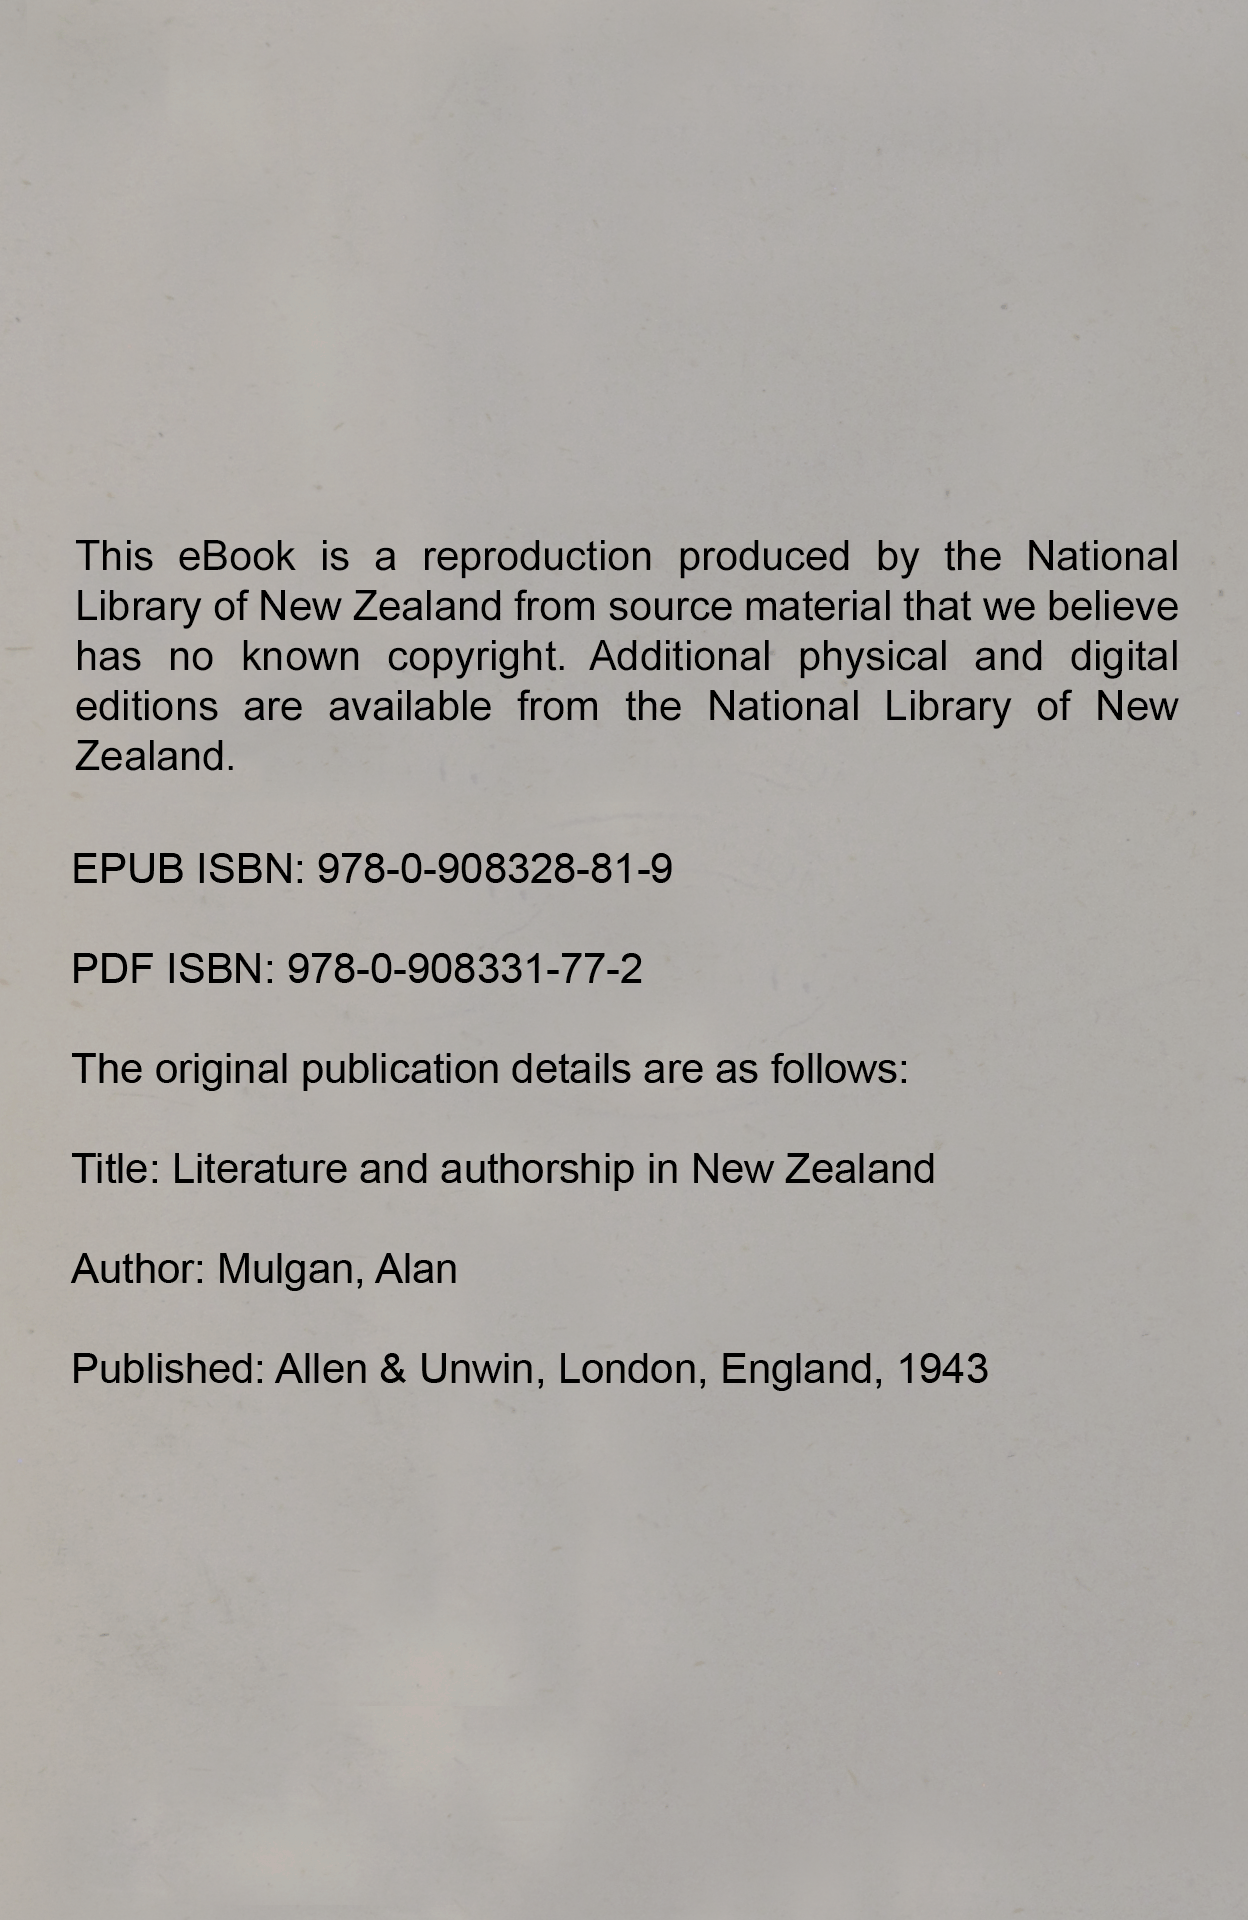 This eBook is a reproduction produced by the National
Library of New Zealand from source material that we believe
has no known copyright. Additional physical and digital
editions are available from the National Library of New
Zealand.
EPUB ISBN: 978-0-908328-81-9
PDF ISBN: 978-0-908331-77-2
The original publication details are as follows:
Title: Literature and authorship in New Zealand
Author: Mulgan, Alan
Published: Allen & Unwin, London, England, 1943